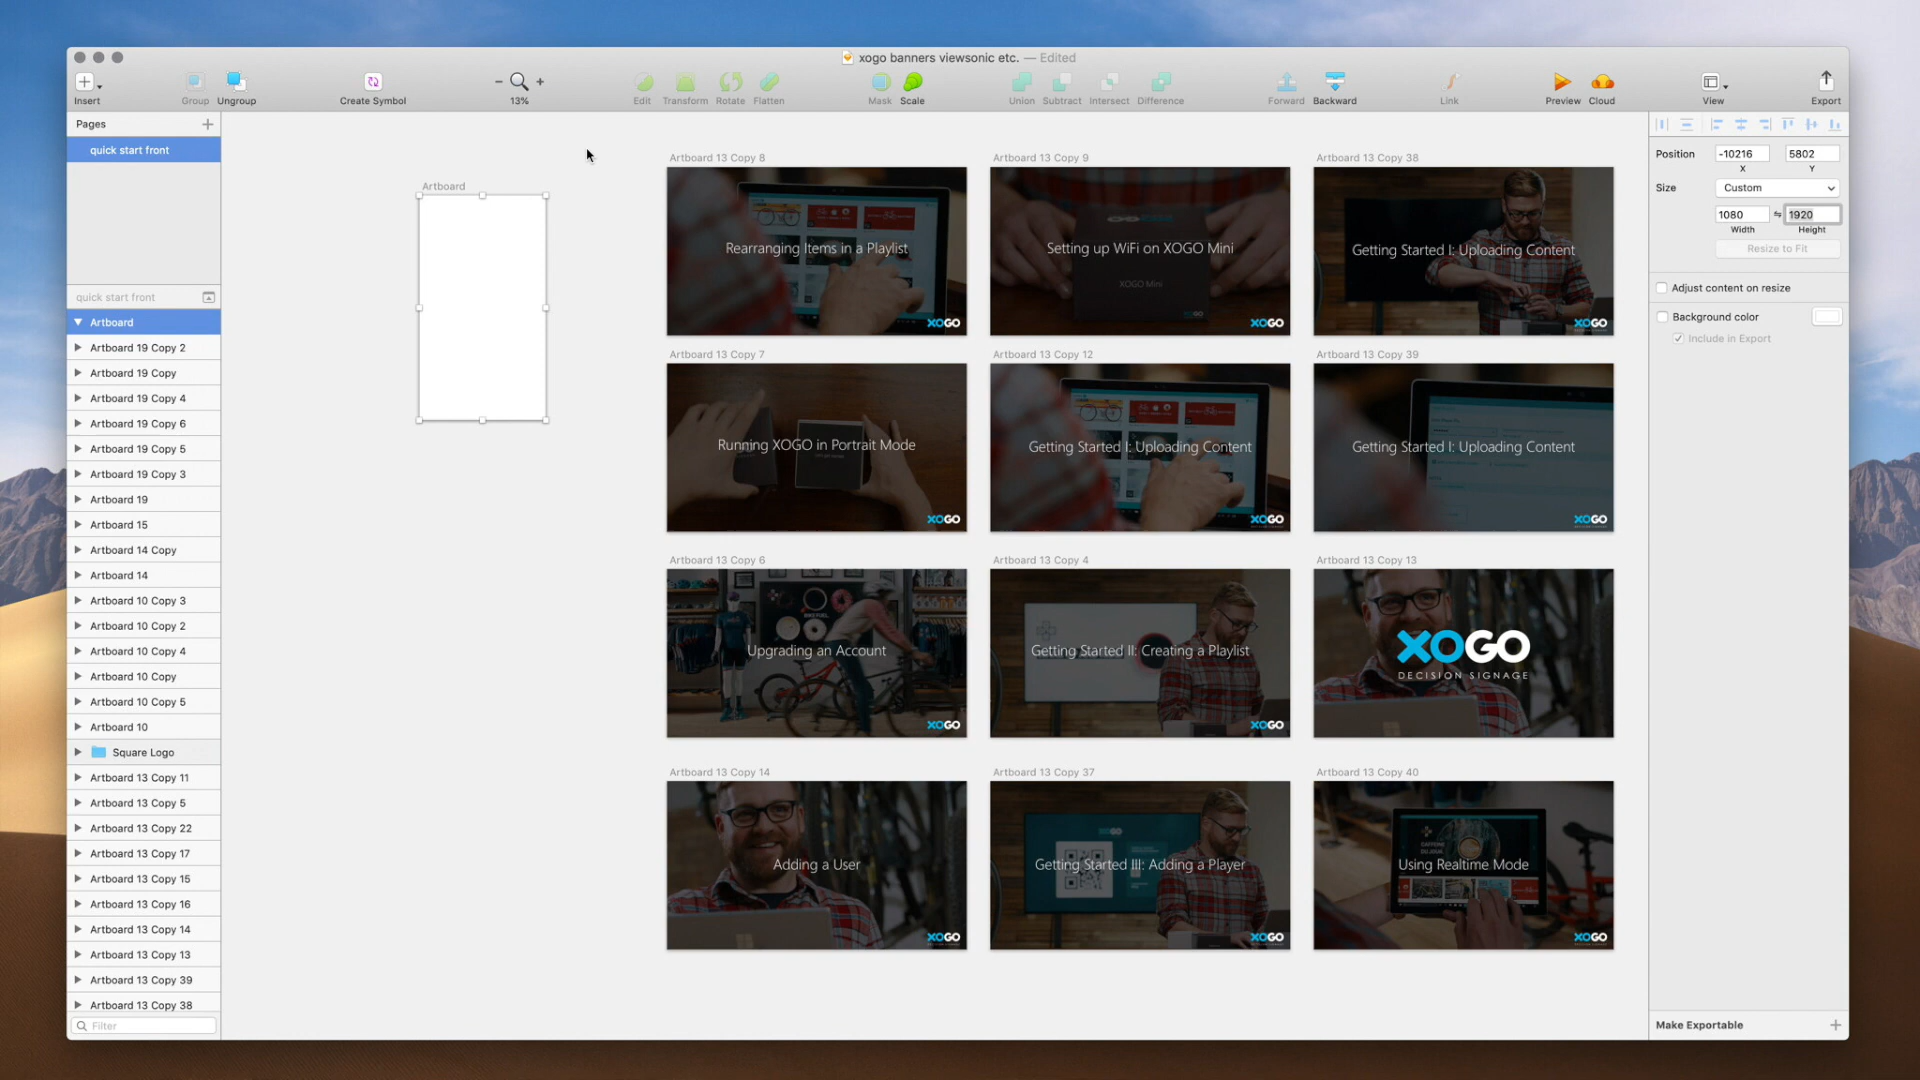 xogo banners viewsonic etc. — Edited
Insert
Group
Ungroup
Create Symbol
13%
Edit
Transform
Rotate
Flatten
Mask
Scale
Union
Subtract
Intersect
Difference
Forward
Backward
Link
Preview
Cloud
View
Export
Pages
quick start front
quick start front
Artboard
Artboard 19 Copy 2
Artboard 19 Copy
Artboard 19 Copy 4
Artboard 19 Copy 6
Artboard 19 Copy 5
Artboard 19 Copy 3
Artboard 19
Artboard 15
Artboard 14 Copy
Artboard 14
Artboard 10 Copy 3
Artboard 10 Copy 2
Artboard 10 Copy 4
Artboard 10 Copy
Artboard 10 Copy 5
Artboard 10
Square Logo
Artboard 13 Copy 11
Artboard 13 Copy 5
Artboard 13 Copy 22
Artboard 13 Copy 17
Artboard 13 Copy 15
Artboard 13 Copy 16
Artboard 13 Copy 14
Artboard 13 Copy 13
Artboard 13 Copy 39
Artboard 13 Copy 38
Filter
Artboard
Artboard 13 Copy 8
Rearranging Items in a Playlist
XOGO
Artboard 13 Copy 9
Setting up WiFi on XOGO Mini
XOGO Mini
XOGO
Artboard 13 Copy 38
Getting Started I: Uploading Content
XOGO
Artboard 13 Copy 7
Running XOGO in Portrait Mode
XOGO
Artboard 13 Copy 12
Getting Started I: Uploading Content
XOGO
Artboard 13 Copy 39
Getting Started I: Uploading Content
XOGO
Artboard 13 Copy 6
Upgrading an Account
XOGO
Artboard 13 Copy 4
Getting Started II: Creating a Playlist
XOGO
Artboard 13 Copy 13
XOGO
DECISION SIGNAGE
Artboard 13 Copy 14
Adding a User
XOGO
Artboard 13 Copy 37
XOGO
Getting Started III: Adding a Player
XOGO
Artboard 13 Copy 40
Using Realtime Mode
XOGO
Position
-10216
5802
X
Y
Size
Custom
1080
1920
Width
Height
Resize to Fit
Adjust content on resize
Background color
Include in Export
Make Exportable